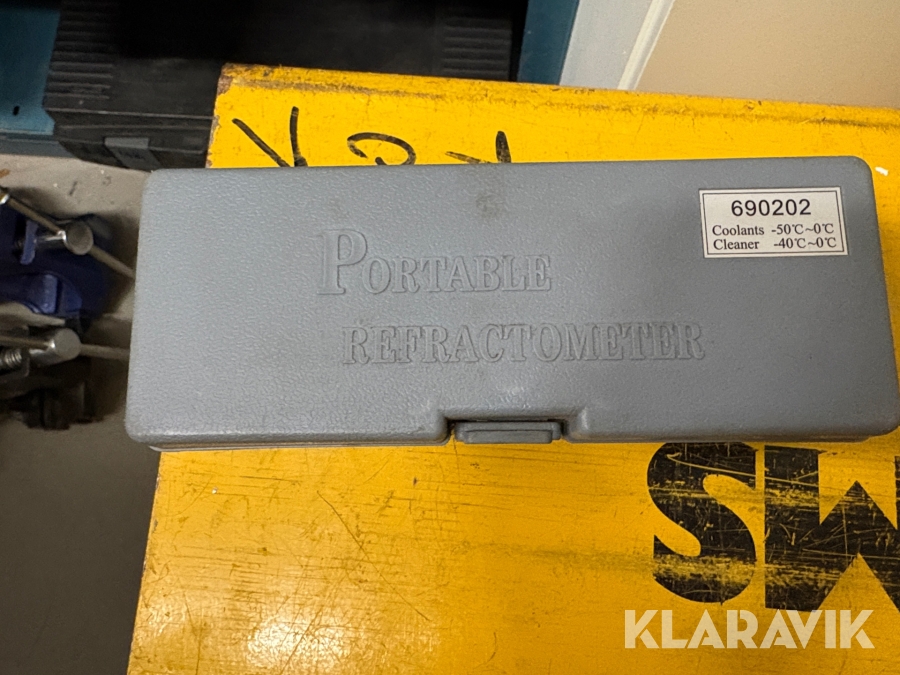 690202
Coolants -50℃~0℃
Cleaner -40℃~0℃
PORTABLE
REFRACTOMETER
SW
KLARAVIK